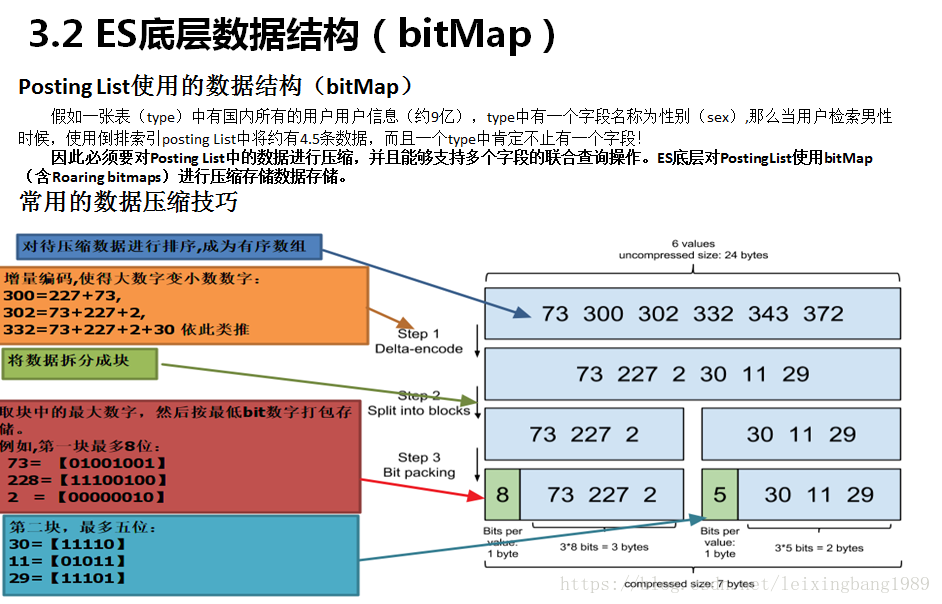 3.2 ES底层数据结构（bitMap）
Posting List使用的数据结构（bitMap）
假如一张表（type）中有国内所有的用户用户信息（约9亿），type中有一个字段名称为性别（sex）,那么当用户检索男性
时候，使用倒排索引posting List中将约有4.5条数据，而且一个type中肯定不止有一个字段！
因此必须要对Posting List中的数据进行压缩，并且能够支持多个字段的联合查询操作。ES底层对PostingList使用bitMap
（含Roaring bitmaps）进行压缩存储数据存储。
常用的数据压缩技巧
对待压缩数据进行排序,成为有序数组
增量编码,使得大数字变小数数字：
300=227+73,
302=73+227+2,
332=73+227+2+30 依此类推
将数据拆分成块
取块中的最大数字，然后按最低bit数字打包存
储。
例如,第一块最多8位：
73= 【01001001】
228=【11100100】
2 = 【00000010】
第二块，最多五位：
30=【11110】
11=【01011】
29=【11101】
6 values
uncompressed size: 24 bytes
73 300 302 332 343 372
Step 1
Delta-encode
73 227 2 30 11 29
Step 2
Split into blocks
73 227 2
30 11 29
Step 3
Bit packing
8 73 227 2
5 30 11 29
Bits per
value:
1 byte
3*8 bits = 3 bytes
Bits per
value:
1 byte
3*5 bits = 2 bytes
compressed size: 7 bytes
https://blog.csdn.net/leixingbang1989